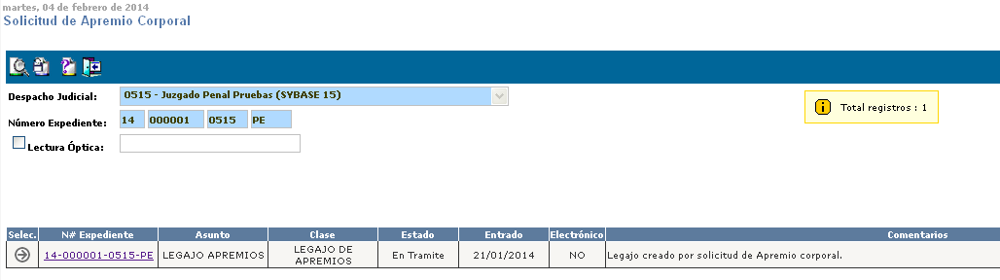 martes, 04 de febrero de 2014
Solicitud de Apremio Corporal
Despacho Judicial: 0515 - Juzgado Penal Pruebas (SYBASE 15)
Total registros : 1
Número Expediente: 14 000001 0515 PE
Lectura Óptica:
Selec. N# Expediente Asunto Clase Estado Entrado Electrónico Comentarios
14-000001-0515-PE LEGAJO APREMIOS LEGAJO DE APREMIOS En Tramite 21/01/2014 NO Legajo creado por solicitud de Apremio corporal.